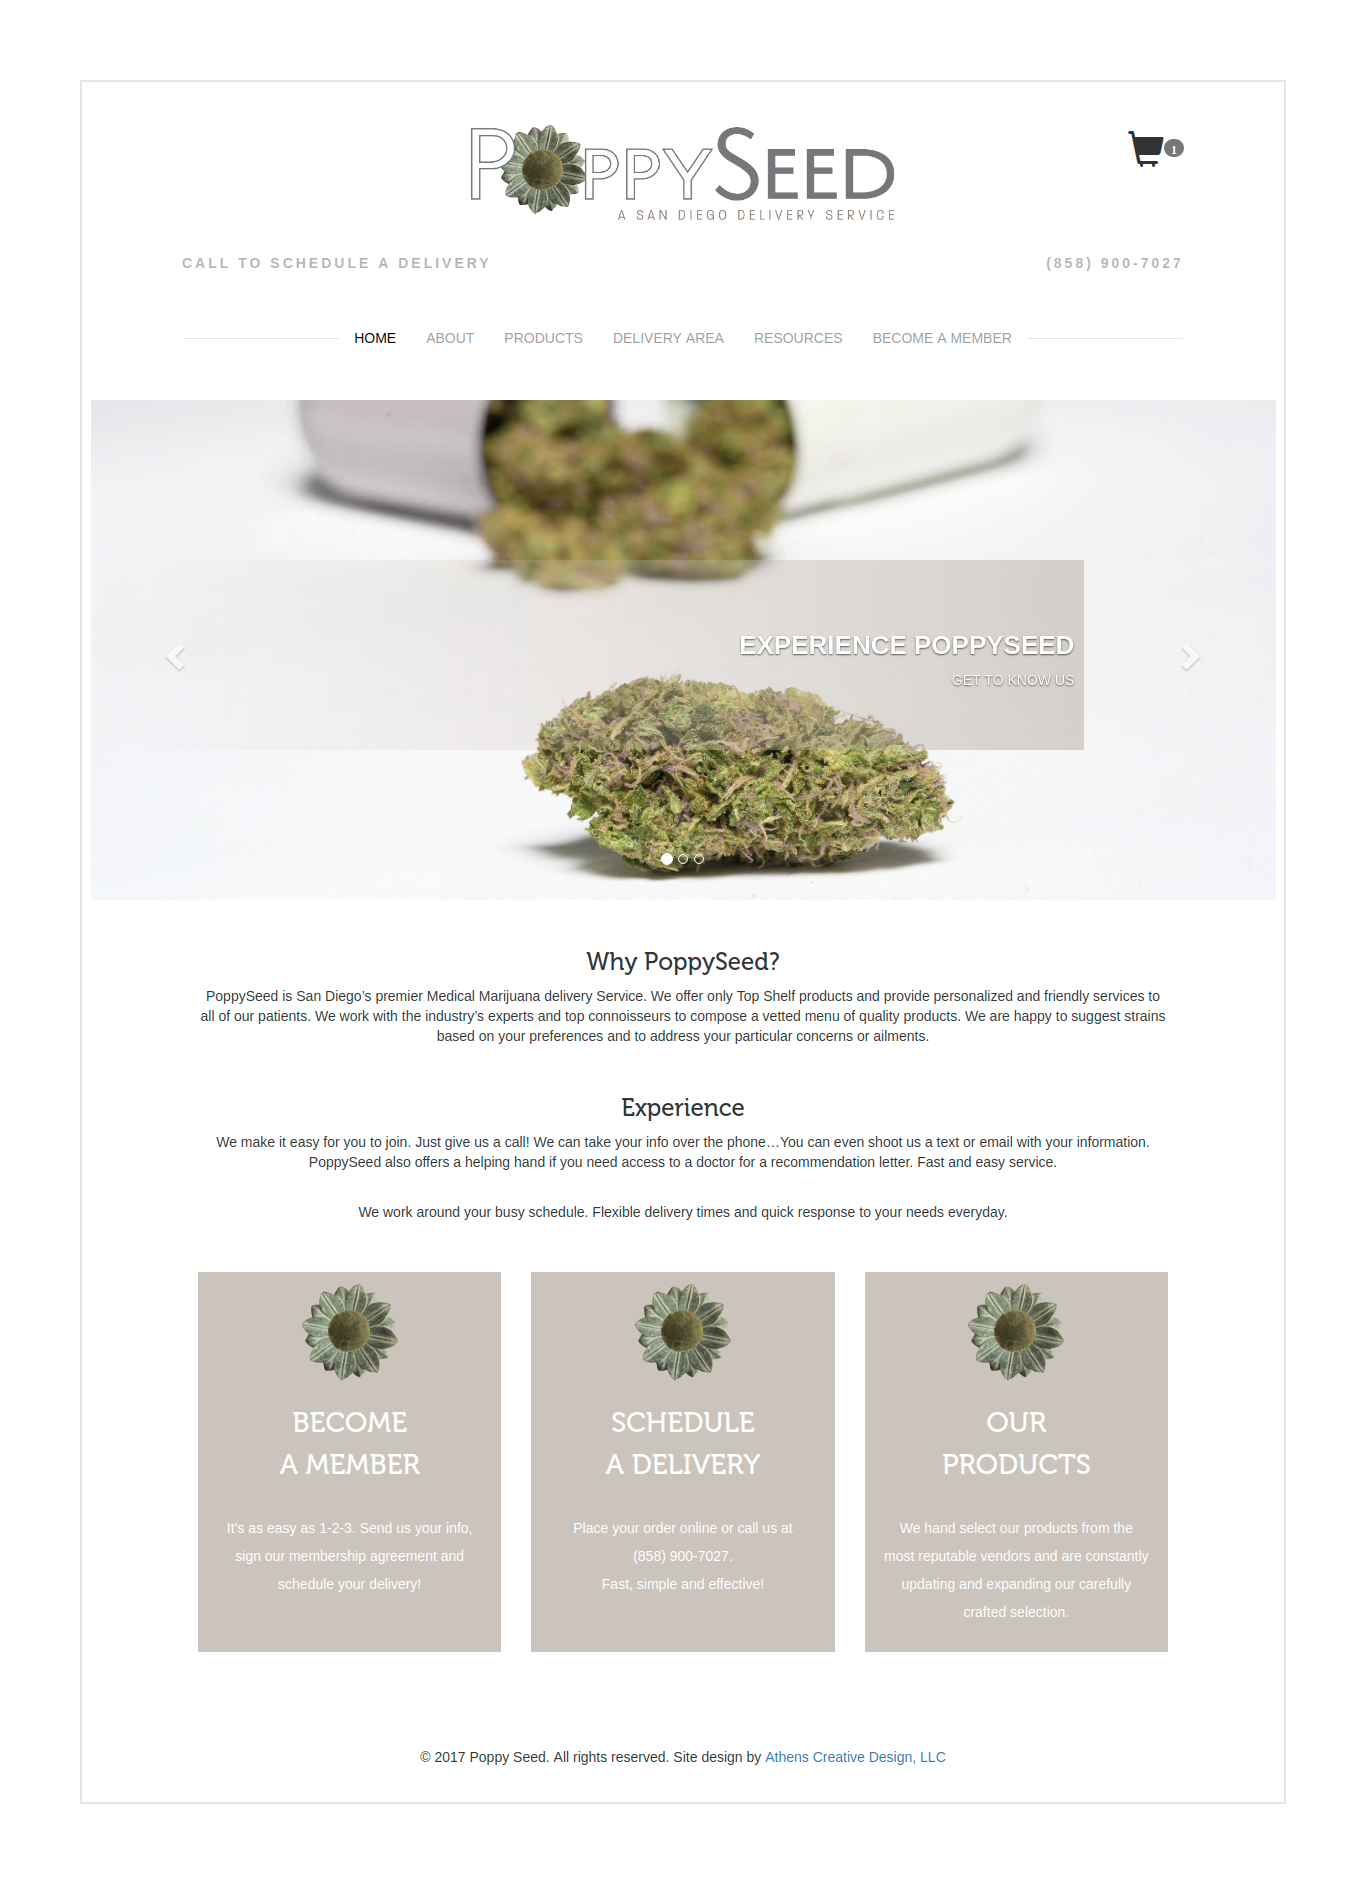 POPPYSEED
A SAN DIEGO DELIVERY SERVICE
1
CALL TO SCHEDULE A DELIVERY
(858) 900-7027
HOME ABOUT PRODUCTS DELIVERY AREA RESOURCES BECOME A MEMBER
EXPERIENCE POPPYSEED
GET TO KNOW US
Why PoppySeed?
PoppySeed is San Diego’s premier Medical Marijuana delivery Service. We offer only Top Shelf products and provide personalized and friendly services to
all of our patients. We work with the industry’s experts and top connoisseurs to compose a vetted menu of quality products. We are happy to suggest strains
based on your preferences and to address your particular concerns or ailments.
Experience
We make it easy for you to join. Just give us a call! We can take your info over the phone…You can even shoot us a text or email with your information.
PoppySeed also offers a helping hand if you need access to a doctor for a recommendation letter. Fast and easy service.
We work around your busy schedule. Flexible delivery times and quick response to your needs everyday.
BECOME
A MEMBER
It’s as easy as 1-2-3. Send us your info,
sign our membership agreement and
schedule your delivery!
SCHEDULE
A DELIVERY
Place your order online or call us at
(858) 900-7027.
Fast, simple and effective!
OUR
PRODUCTS
We hand select our products from the
most reputable vendors and are constantly
updating and expanding our carefully
crafted selection.
© 2017 Poppy Seed. All rights reserved. Site design by Athens Creative Design, LLC